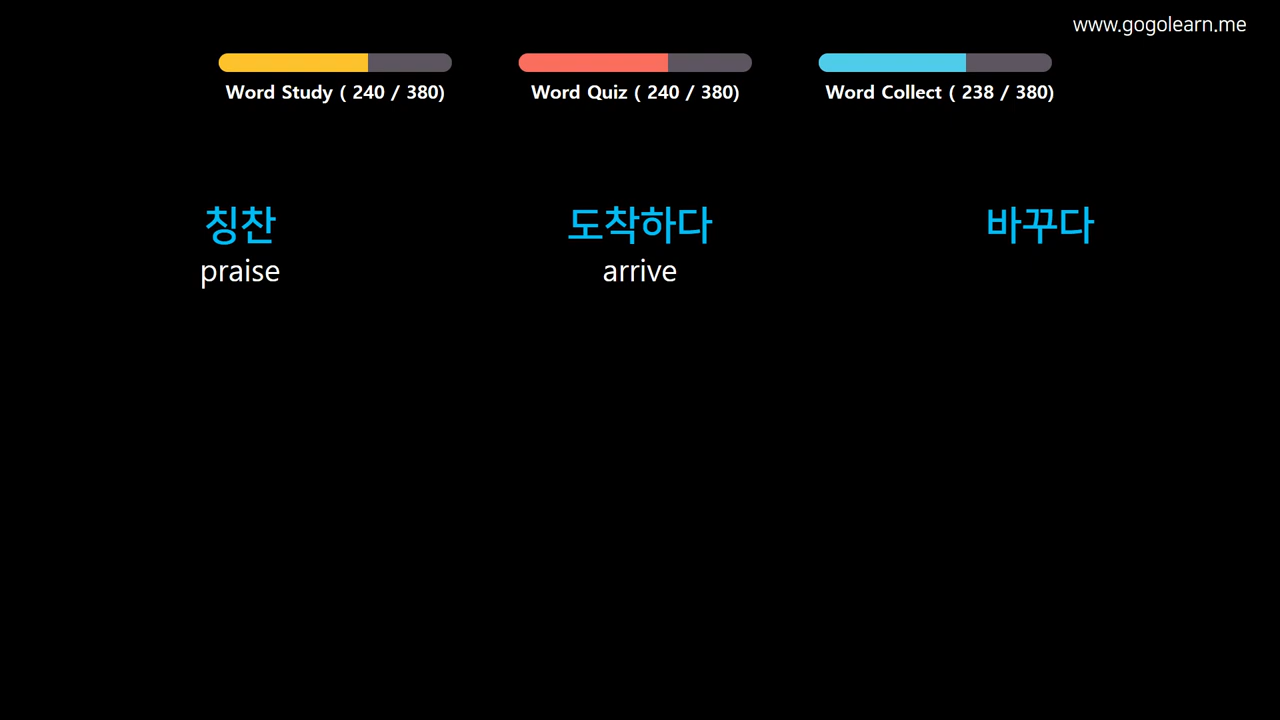 www.gogolearn.me
Word Study ( 240 / 380)
Word Quiz ( 240 / 380)
Word Collect ( 238 / 380)
칭찬
praise
도착하다
arrive
바꾸다